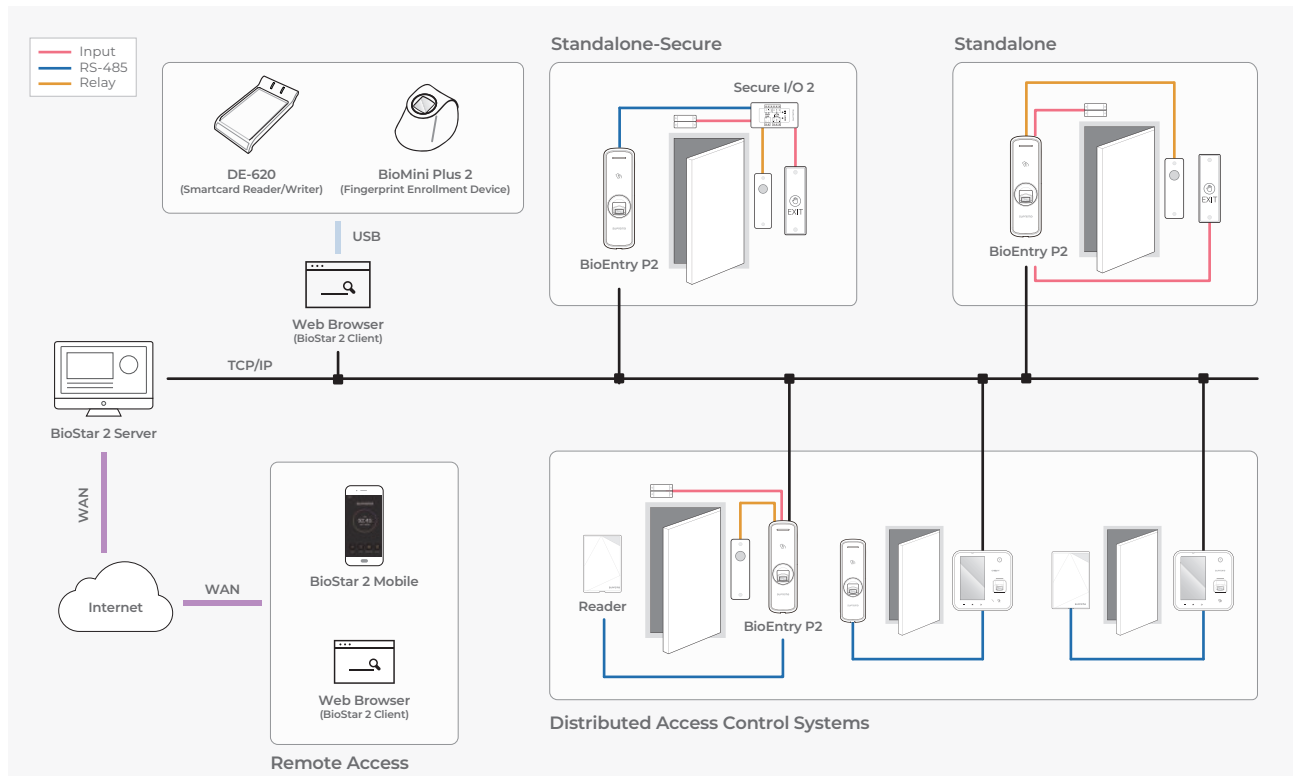 Input
RS-485
Relay
DE-620
(Smartcard Reader/Writer)
BioMini Plus 2
(Fingerprint Enrollment Device)
USB
Web Browser
(BioStar 2 Client)
Standalone-Secure
Secure I/O 2
EXIT
BioEntry P2
Standalone
EXIT
BioEntry P2
TCP/IP
BioStar 2 Server
WAN
Internet
WAN
BioStar 2 Mobile
Web Browser
(BioStar 2 Client)
Remote Access
Reader
BioEntry P2
Distributed Access Control Systems